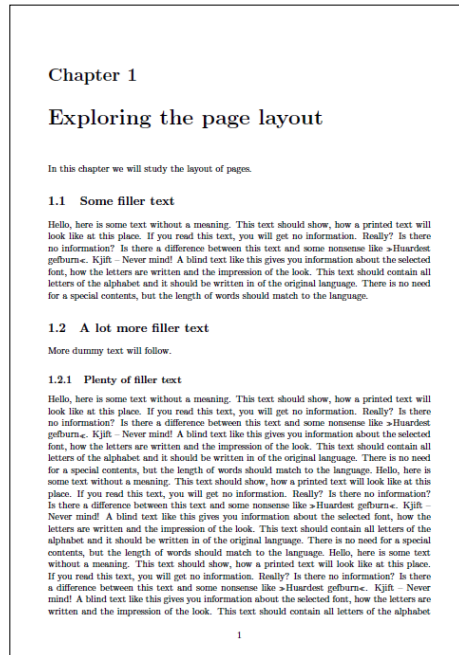 Chapter 1
Exploring the page layout
In this chapter we will study the layout of pages.
1.1 Some filler text
Hello, here is some text without a meaning. This text should show, how a printed text will
look like at this place. If you read this text, you will get no information. Really? Is there
no information? Is there a difference between this text and some nonsense like »Huardest
gefburn«. Kjift – Never mind! A blind text like this gives you information about the selected
font, how the letters are written and the impression of the look. This text should contain all
letters of the alphabet and it should be written in of the original language. There is no need
for a special contents, but the length of words should match to the language.
1.2 A lot more filler text
More dummy text will follow.
1.2.1 Plenty of filler text
Hello, here is some text without a meaning. This text should show, how a printed text will
look like at this place. If you read this text, you will get no information. Really? Is there
no information? Is there a difference between this text and some nonsense like »Huardest
gefburn«. Kjift – Never mind! A blind text like this gives you information about the selected
font, how the letters are written and the impression of the look. This text should contain all
letters of the alphabet and it should be written in of the original language. There is no need
for a special contents, but the length of words should match to the language. Hello, here is
some text without a meaning. This text should show, how a printed text will look like at this
place. If you read this text, you will get no information. Really? Is there no information?
Is there a difference between this text and some nonsense like »Huardest gefburn«. Kjift –
Never mind! A blind text like this gives you information about the selected font, how the
letters are written and the impression of the look. This text should contain all letters of the
alphabet and it should be written in of the original language. There is no need for a special
contents, but the length of words should match to the language. Hello, here is some text
without a meaning. This text should show, how a printed text will look like at this place.
If you read this text, you will get no information. Really? Is there no information? Is there
a difference between this text and some nonsense like »Huardest gefburn«. Kjift – Never
mind! A blind text like this gives you information about the selected font, how the letters are
written and the impression of the look. This text should contain all letters of the alphabet
1